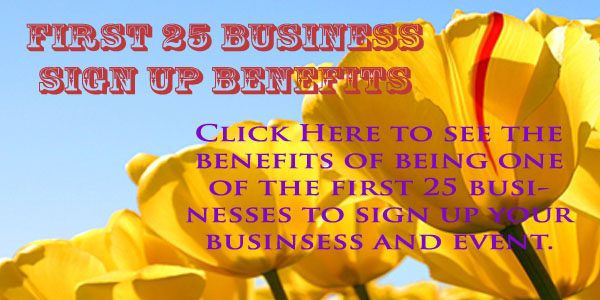 FIRST 25 BUSINESS
SIGN UP BENEFITS
CLICK HERE TO SEE THE
BENEFITS OF BEING ONE
OF THE FIRST 25 BUSI-
NESSES TO SIGN UP YOUR
BUSINSESS AND EVENT.